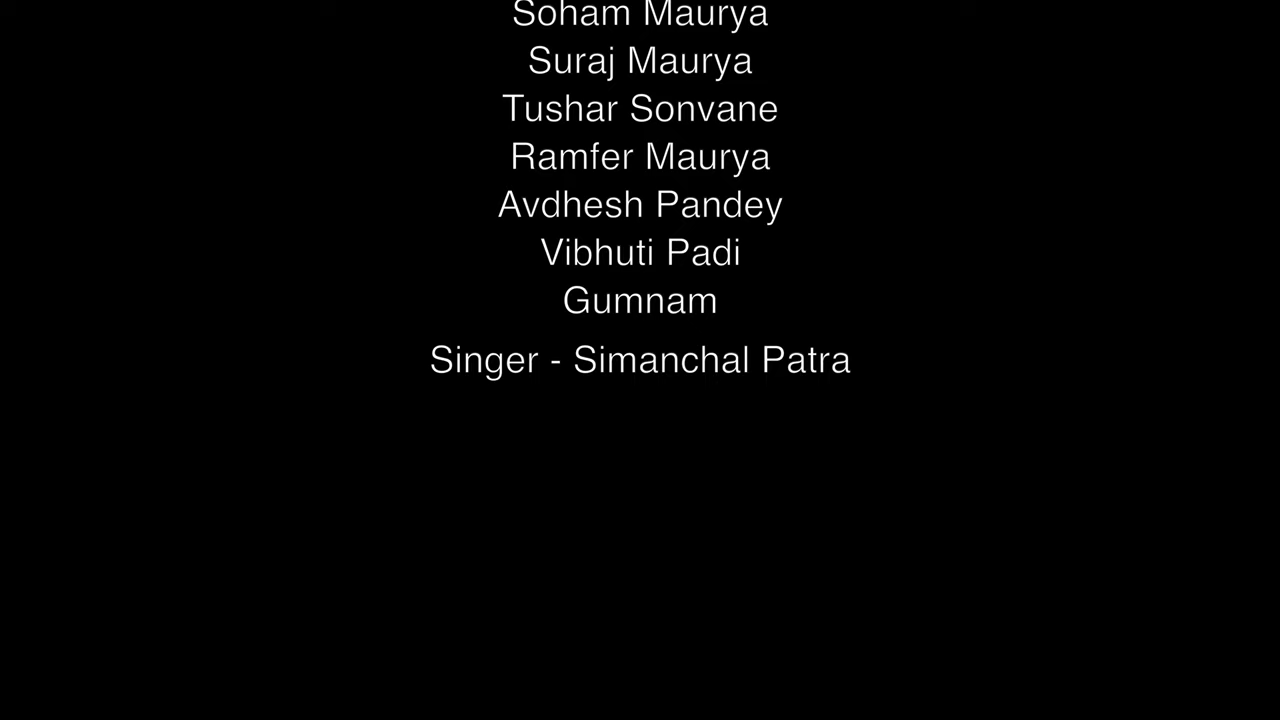 Soham Maurya
Suraj Maurya
Tushar Sonvane
Ramfer Maurya
Avdhesh Pandey
Vibhuti Padi
Gumnam
Singer - Simanchal Patra